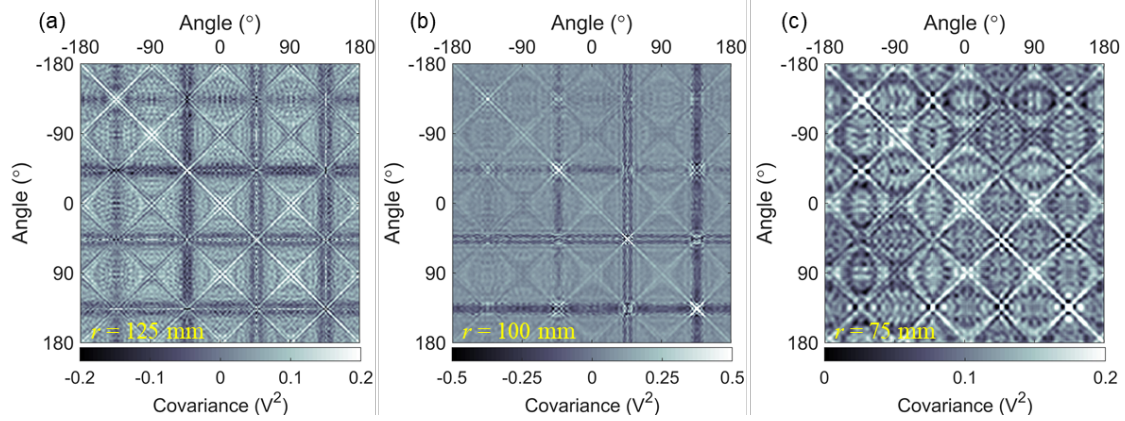 (a)
Angle (°)
-180 -90 0 90 180
-180
-90
0
90
180
Angle (°)
r = 125 mm
-0.2 -0.1 0 0.1 0.2
Covariance (V²)
(b)
Angle (°)
-180 -90 0 90 180
-180
-90
0
90
180
Angle (°)
r = 100 mm
-0.5 -0.25 0 0.25 0.5
Covariance (V²)
(c)
Angle (°)
-180 -90 0 90 180
-180
-90
0
90
180
Angle (°)
r = 75 mm
0 0.1 0.2
Covariance (V²)